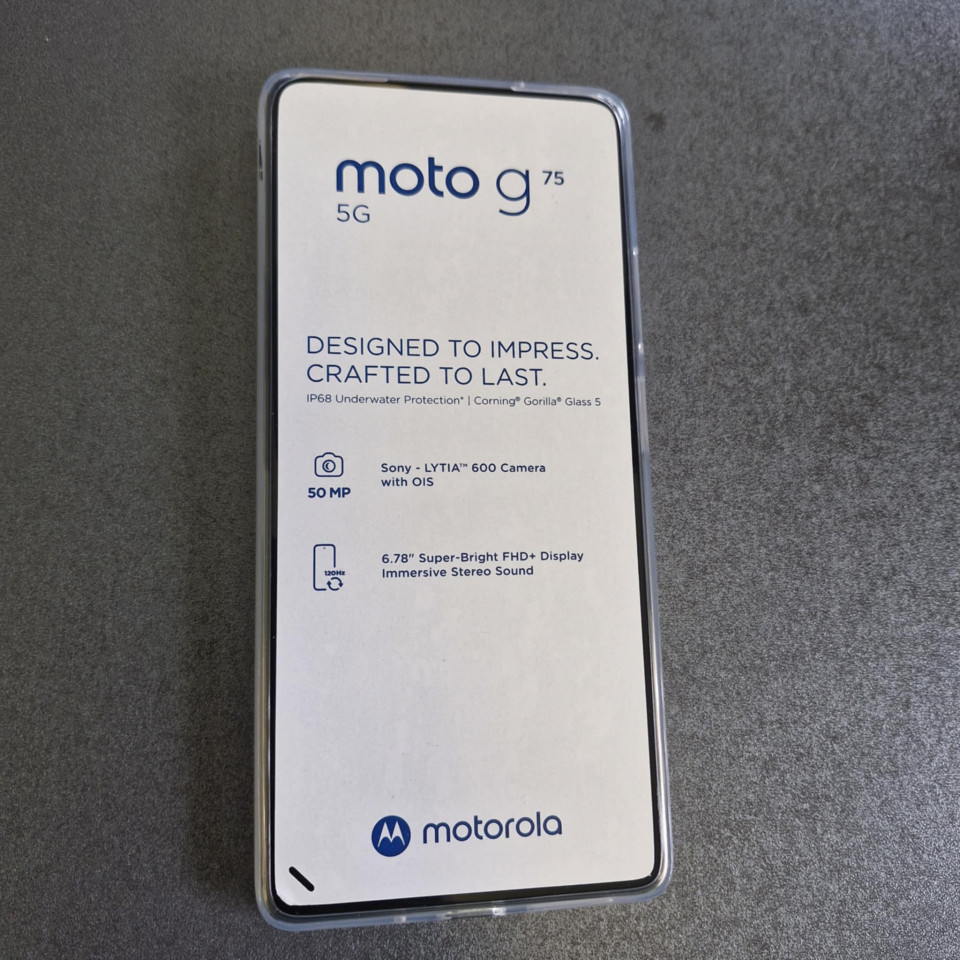 moto g 75
5G
DESIGNED TO IMPRESS.
CRAFTED TO LAST.
IP68 Underwater Protection* | Corning® Gorilla® Glass 5
50 MP
Sony - LYTIA™ 600 Camera
with OIS
120Hz
6.78" Super-Bright FHD+ Display
Immersive Stereo Sound
motorola